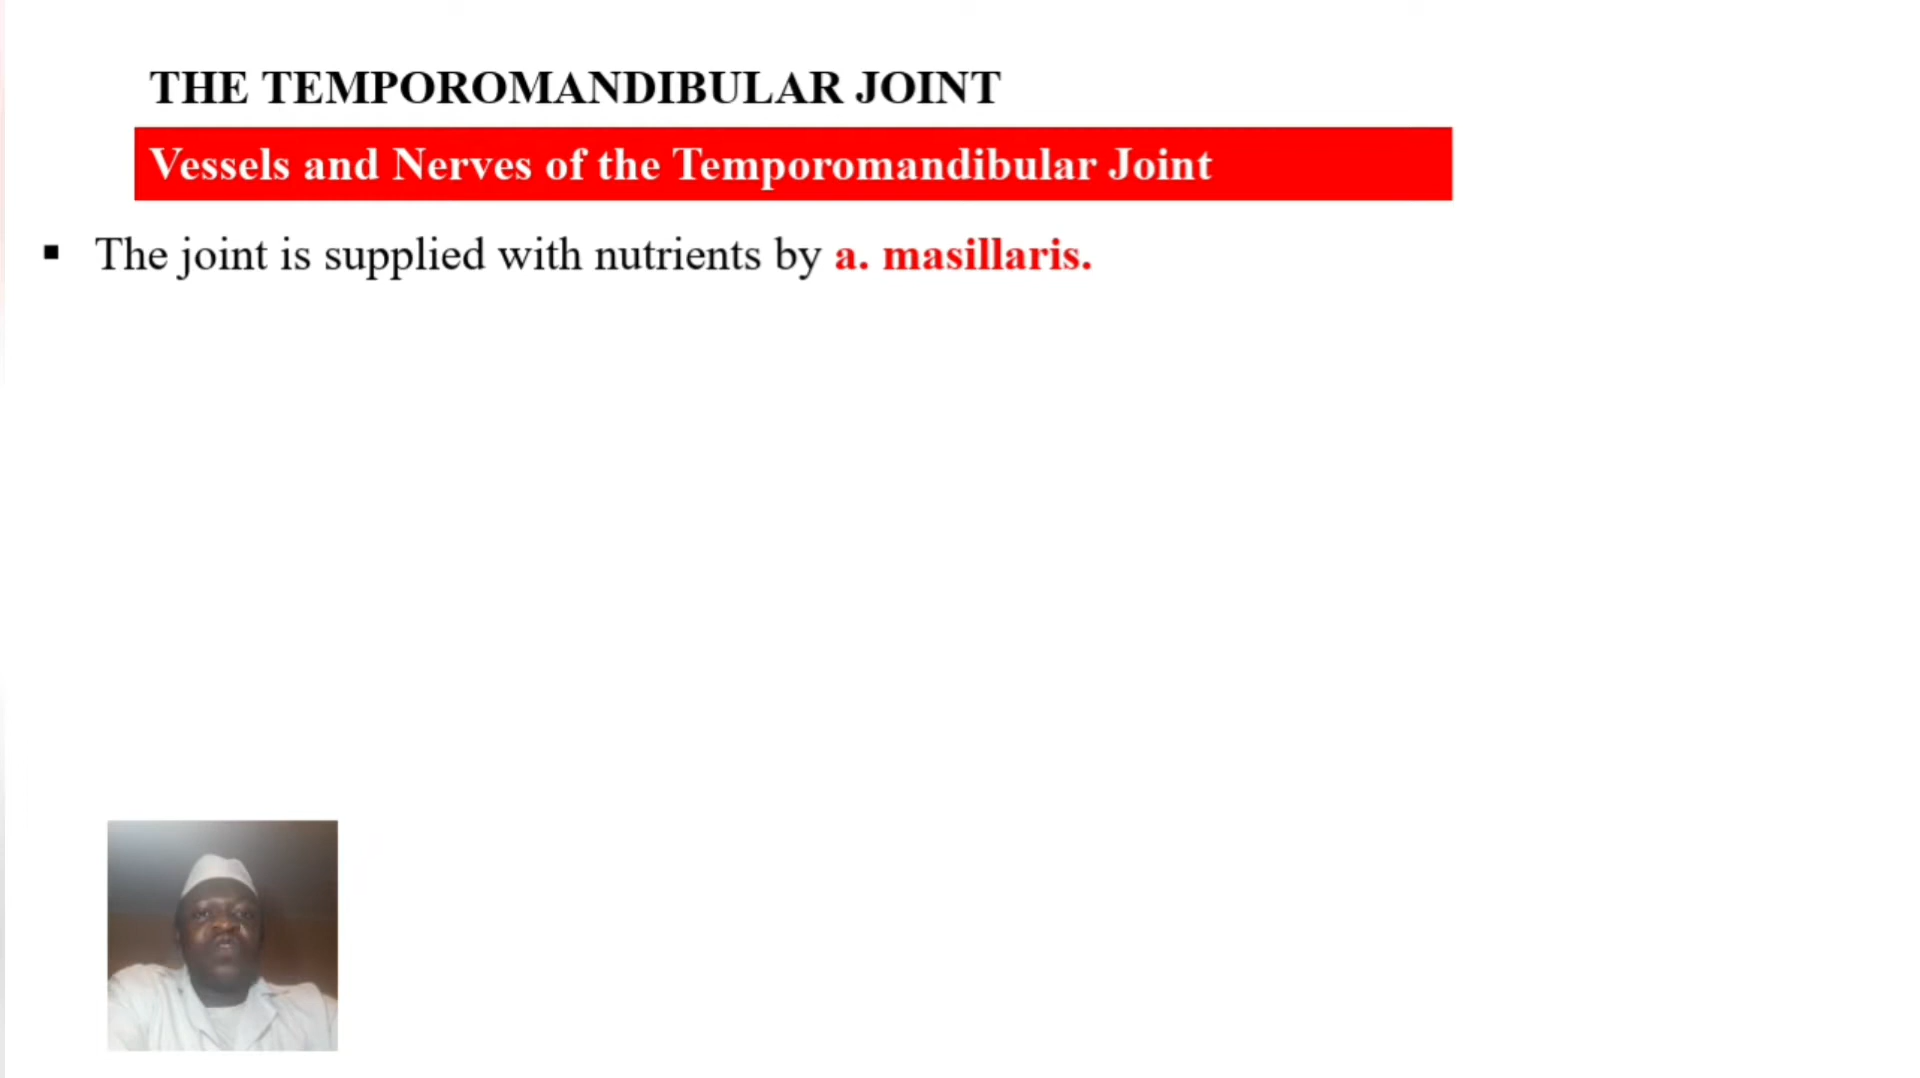 THE TEMPOROMANDIBULAR JOINT
Vessels and Nerves of the Temporomandibular Joint
▪ The joint is supplied with nutrients by a. masillaris.